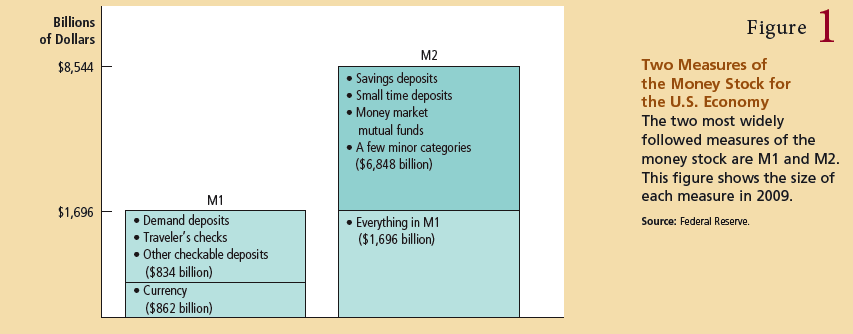 Billions
of Dollars
$8,544
$1,696
M1
• Demand deposits
• Traveler's checks
• Other checkable deposits
($834 billion)
• Currency
($862 billion)
M2
• Savings deposits
• Small time deposits
• Money market
mutual funds
• A few minor categories
($6,848 billion)
• Everything in M1
($1,696 billion)
Figure 1
Two Measures of
the Money Stock for
the U.S. Economy
The two most widely
followed measures of the
money stock are M1 and M2.
This figure shows the size of
each measure in 2009.
Source: Federal Reserve.